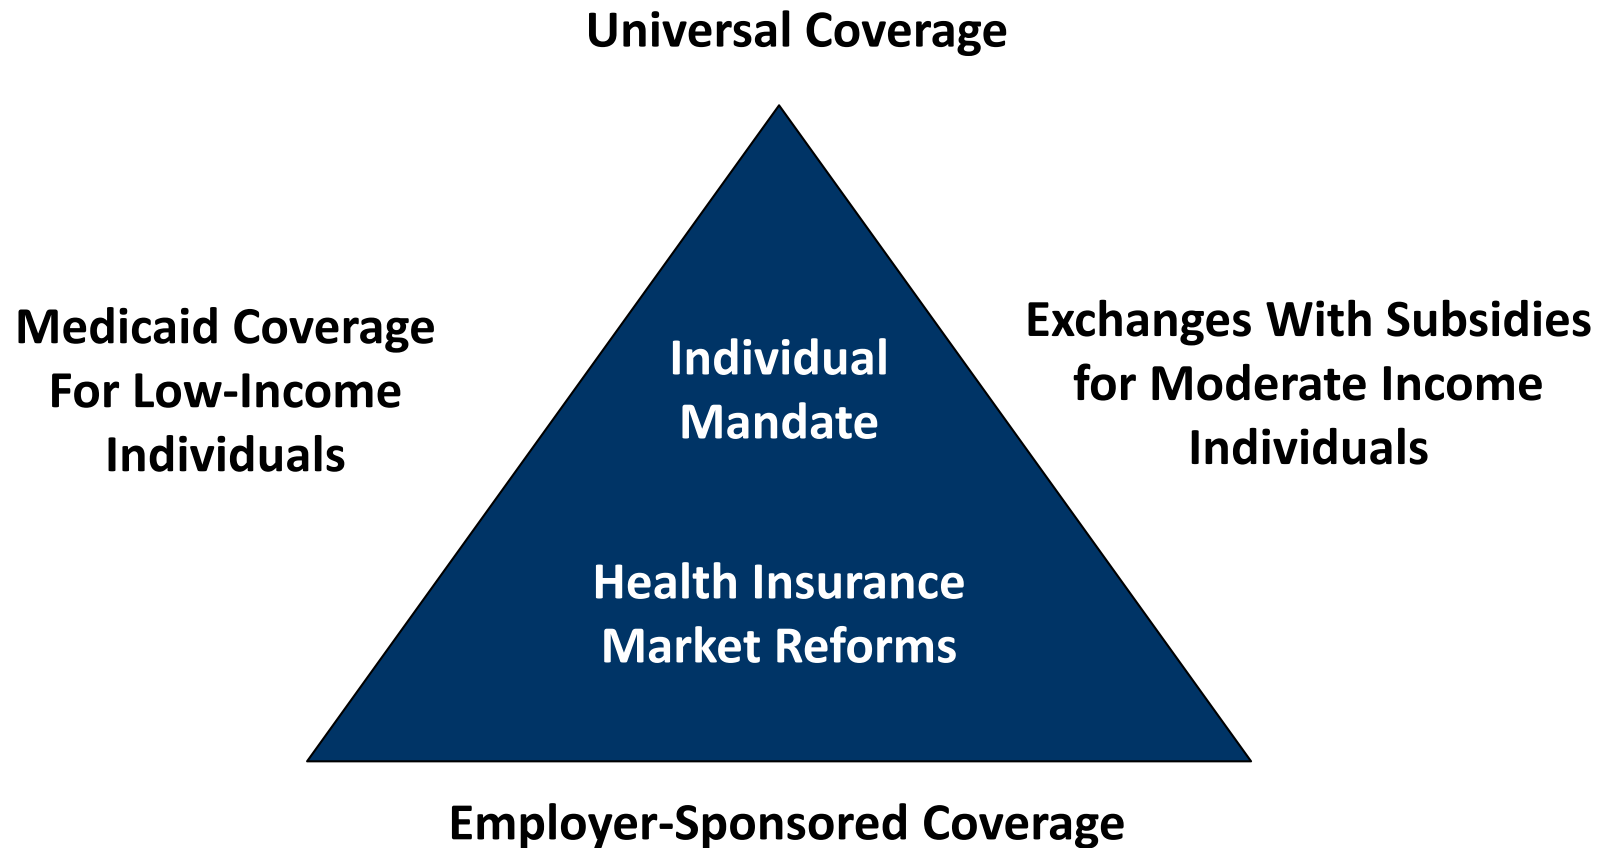 Universal Coverage
Medicaid Coverage
For Low-Income
Individuals
Individual
Mandate
Exchanges With Subsidies
for Moderate Income
Individuals
Health Insurance
Market Reforms
Employer-Sponsored Coverage